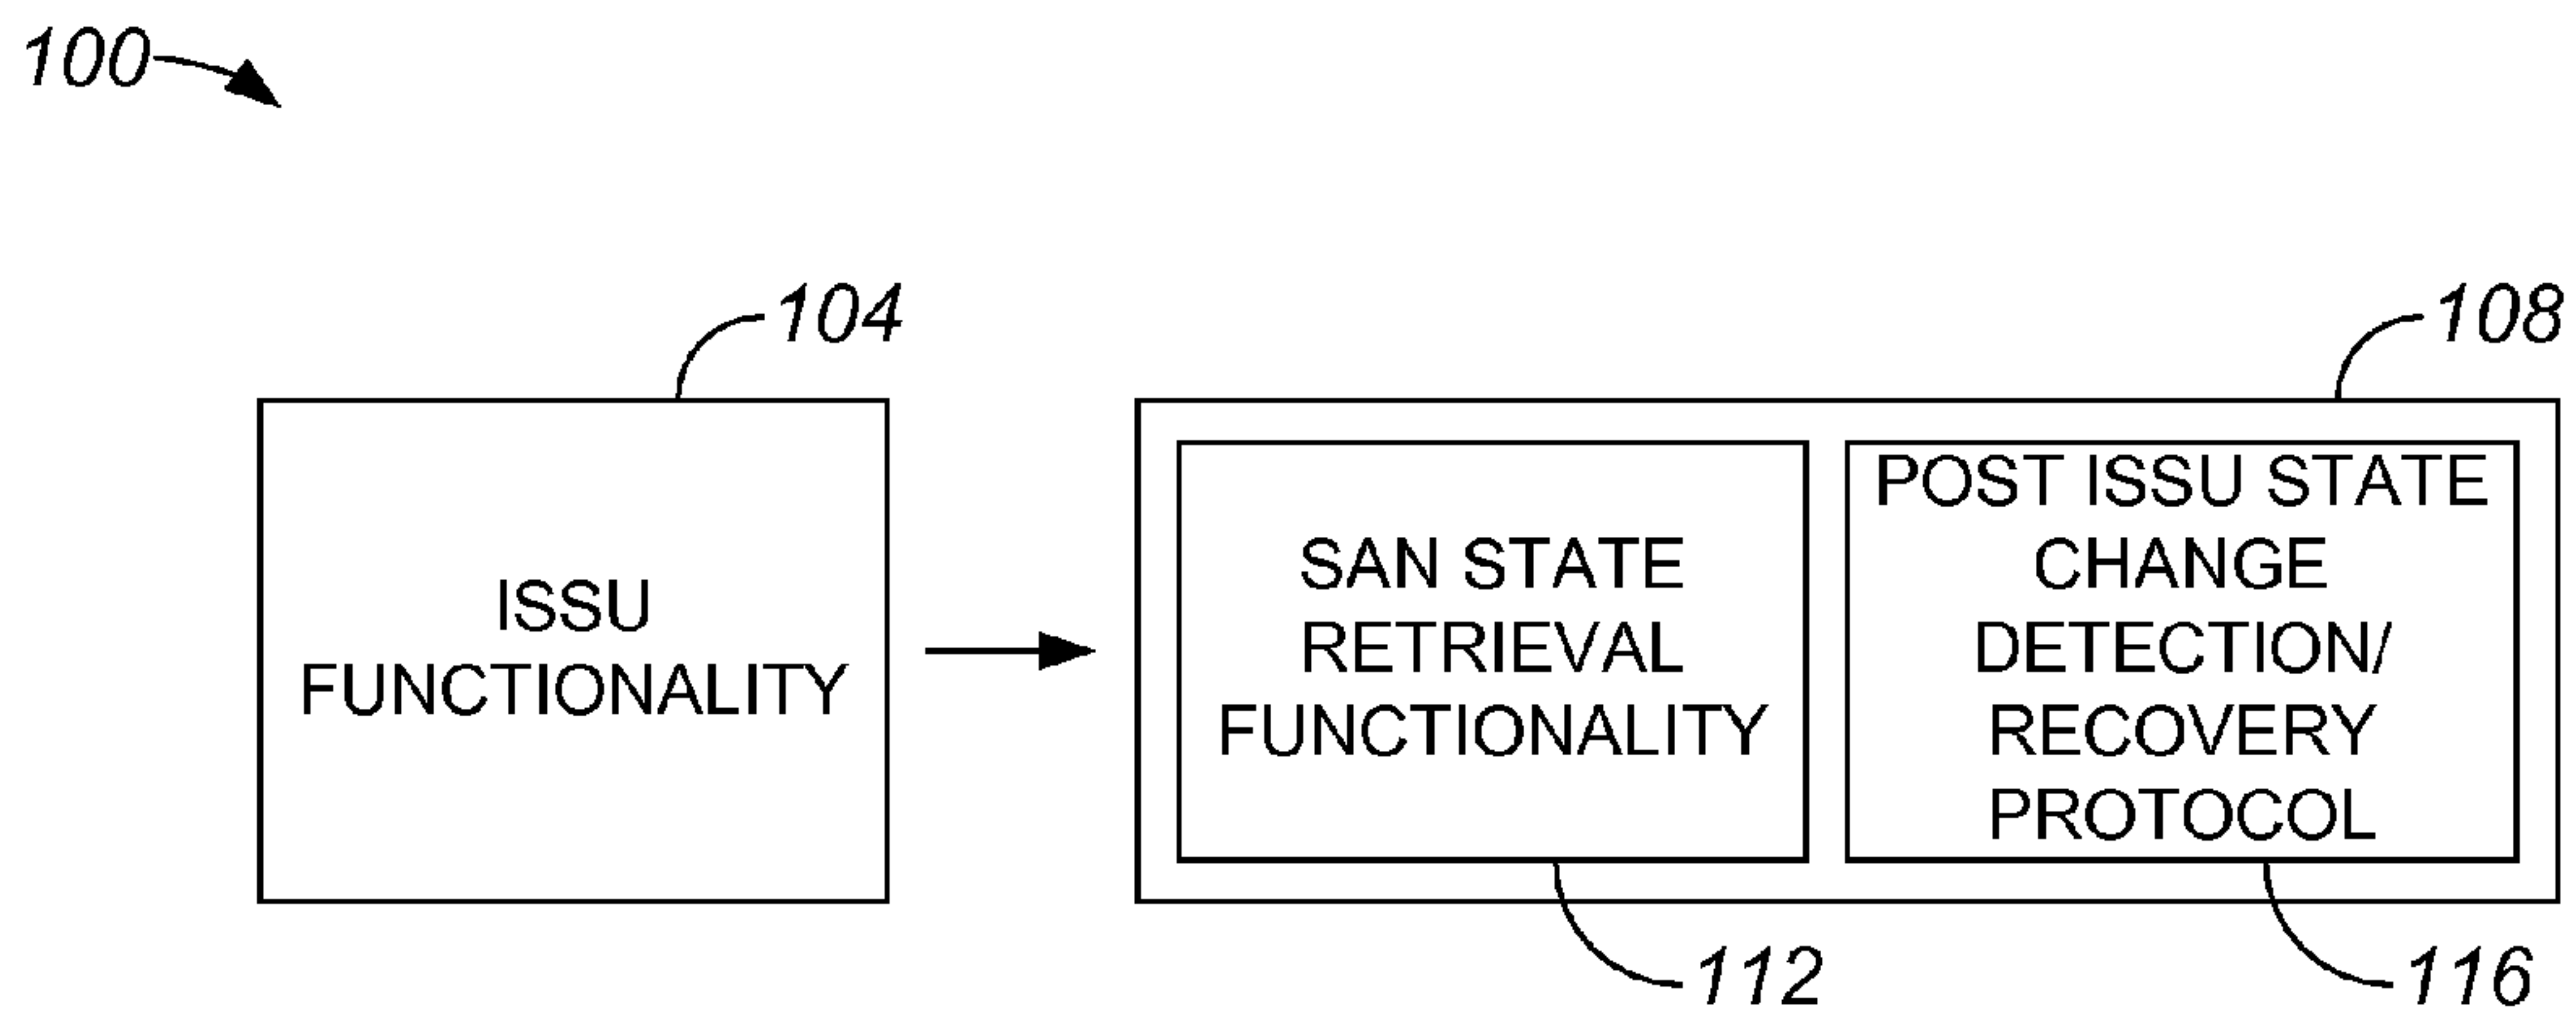 100
104
108
ISSU
FUNCTIONALITY
SAN STATE
RETRIEVAL
FUNCTIONALITY
POST ISSU STATE
CHANGE
DETECTION/
RECOVERY
PROTOCOL
112
116